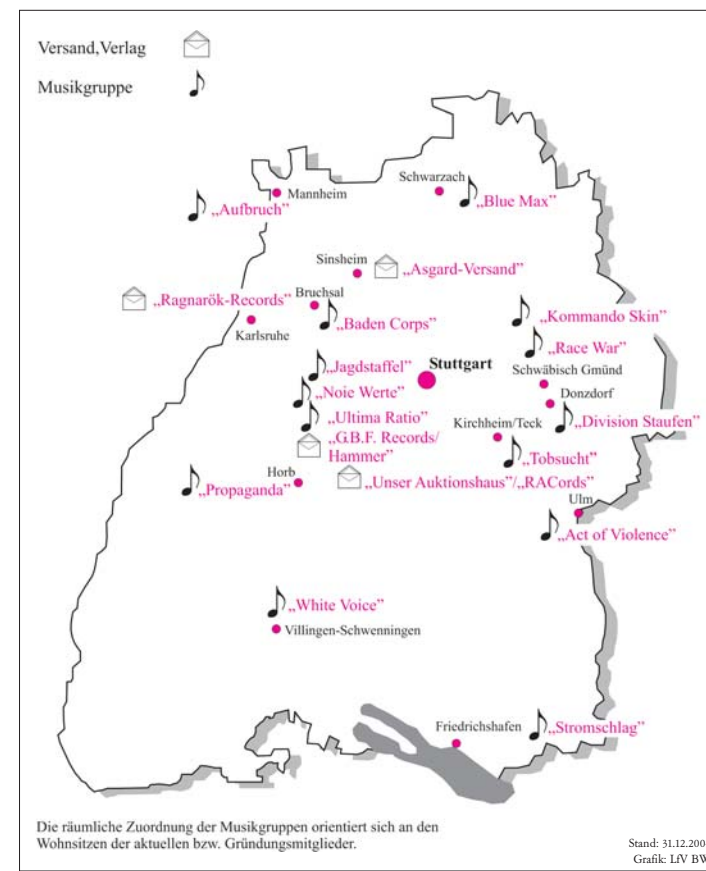 Versand,Verlag
Musikgruppe
Schwarzach
Mannheim
„Aufbruch”
„Blue Max”
Sinsheim
„Asgard-Versand”
„Ragnarök-Records”
Bruchsal
„Kommando Skin”
„Baden Corps”
Karlsruhe
„Race War”
„Jagdstaffel”
Stuttgart
Schwäbisch Gmünd
„Noie Werte”
Donzdorf
„Ultima Ratio”
Kirchheim/Teck
„Division Staufen”
„G.B.F. Records/
Hammer”
„Tobsucht”
Horb
„Propaganda”
„Unser Auktionshaus”/„RACords”
Ulm
„Act of Violence”
„White Voice”
Villingen-Schwenningen
Friedrichshafen
„Stromschlag”
Die räumliche Zuordnung der Musikgruppen orientiert sich an den
Wohnsitzen der aktuellen bzw. Gründungsmitglieder.
Stand:
Grafik: LfV BW